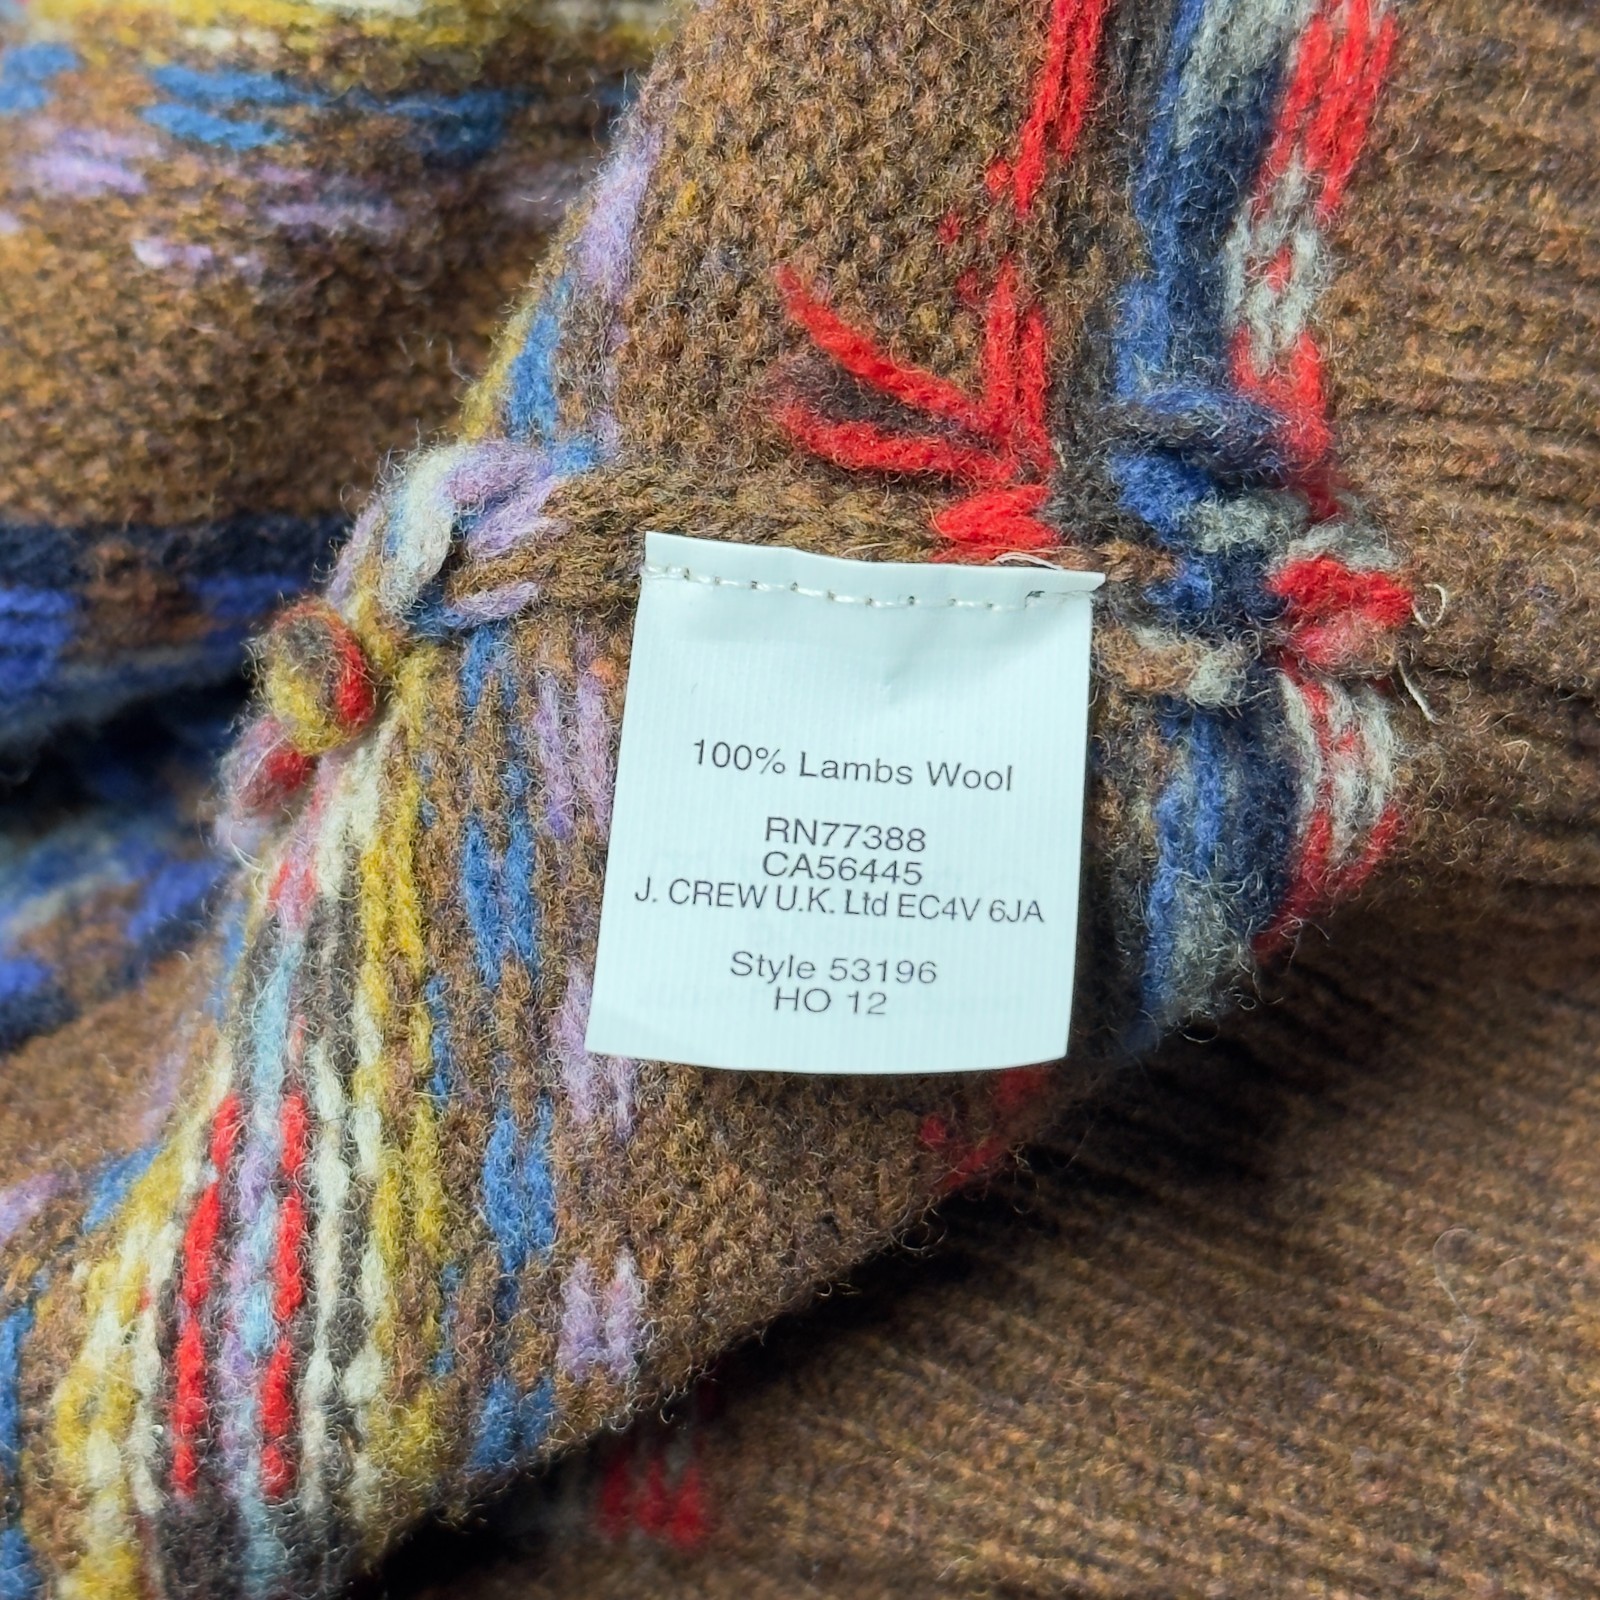 100% Lambs Wool
RN77388
CA56445
J. CREW U.K. Ltd EC4V 6JA
Style 53196
HO 12